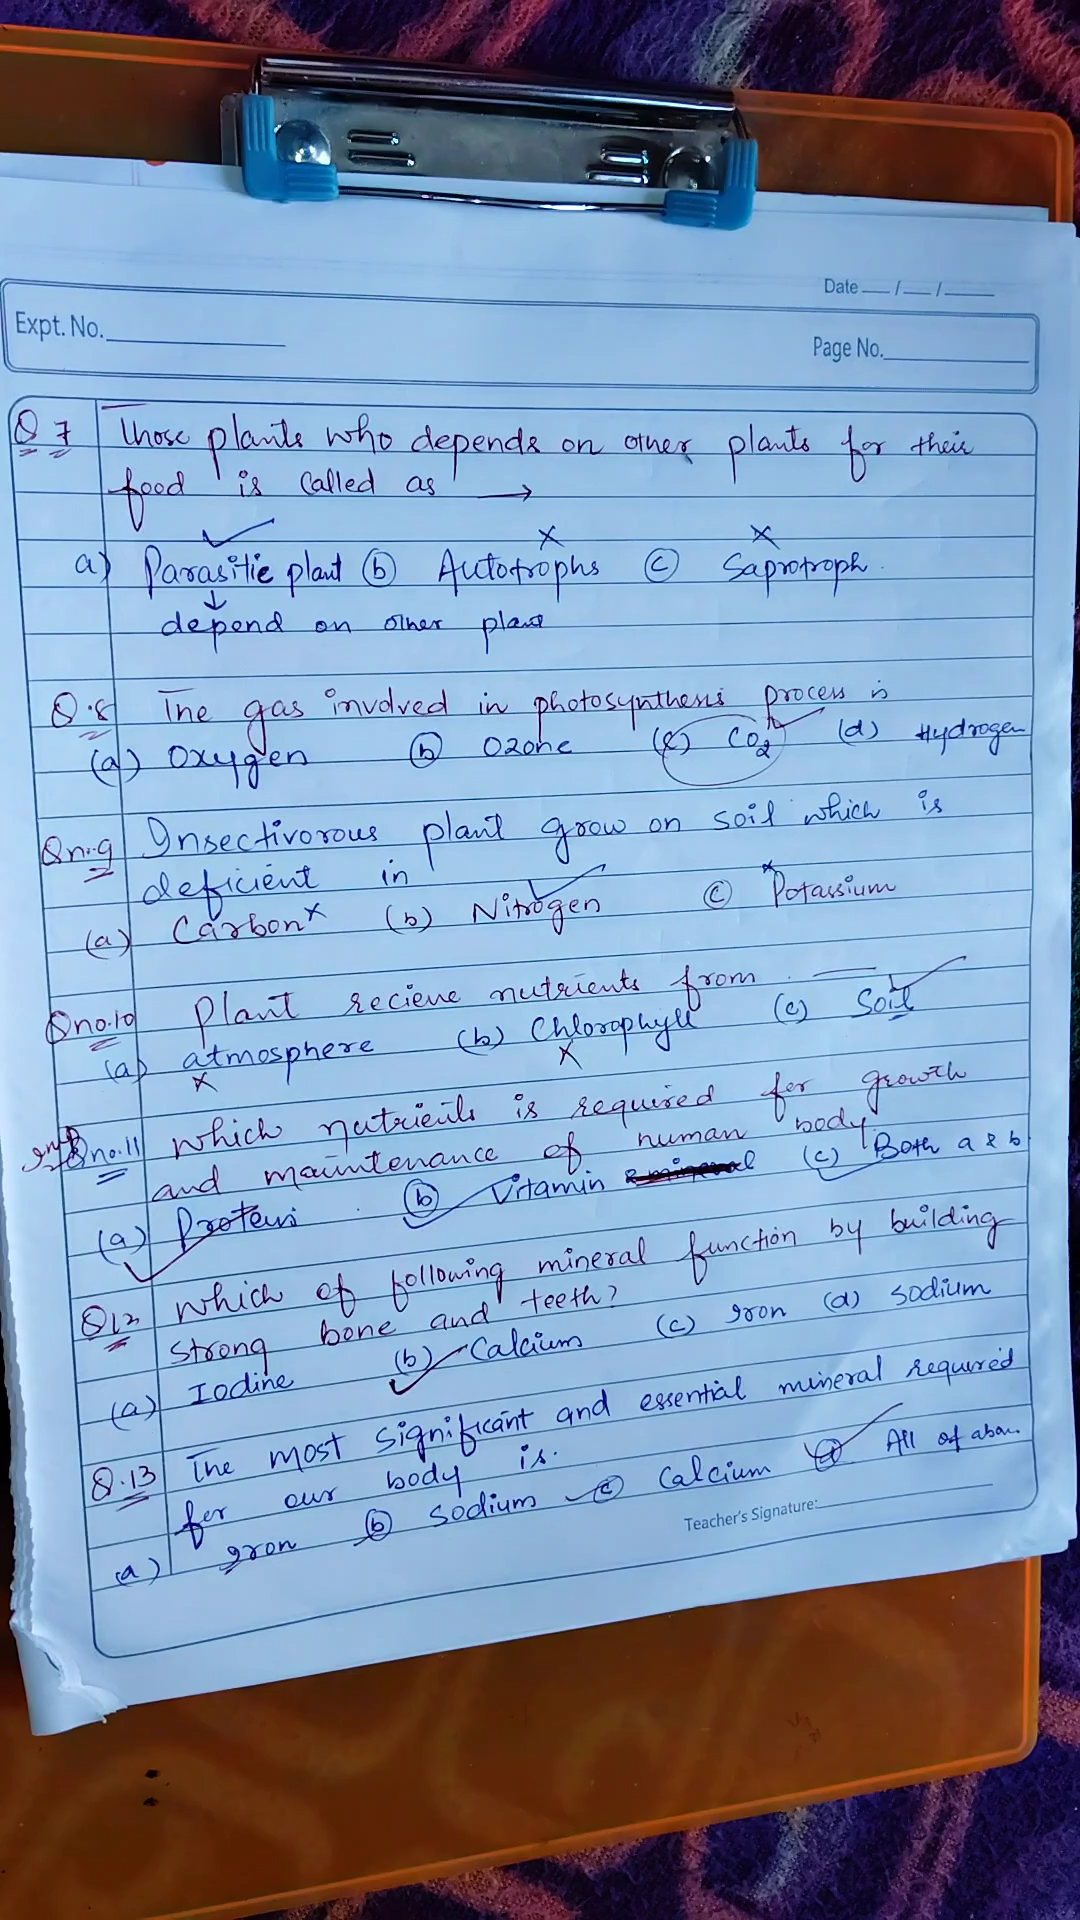 Date __/__/____
Expt. No.
Page No.
Q 7 Those plants who depends on other plants for their
food is called as →
a) Parasitic plant (b) Autotrophs (c) Saprotroph.
↓
depend on other plant
Q.8 The gas involved in photosynthesis process is
(a) Oxygen (b) Ozone (c) CO₂ (d) Hydrogen
Qn.9 Insectivorous plant grow on soil which is
deficient in
(a) Carbon (b) Nitrogen (c) Potassium
Qno.10 Plant recieve nutrients from ____
(a) atmosphere (b) Chlorophyll (c) Soil
Imp Qno.11 which nutrients is required for growth
and maintenance of human body.
(a) Protein (b) Vitamin (c) Both a & b
Q12 which of following mineral function by building
strong bone and teeth?
(a) Iodine (b) Calcium (c) Iron (d) sodium
Q.13 The most significant and essential mineral required
for our body is.
(a) Iron (b) sodium (c) Calcium (d) All of above
Teacher's Signature: